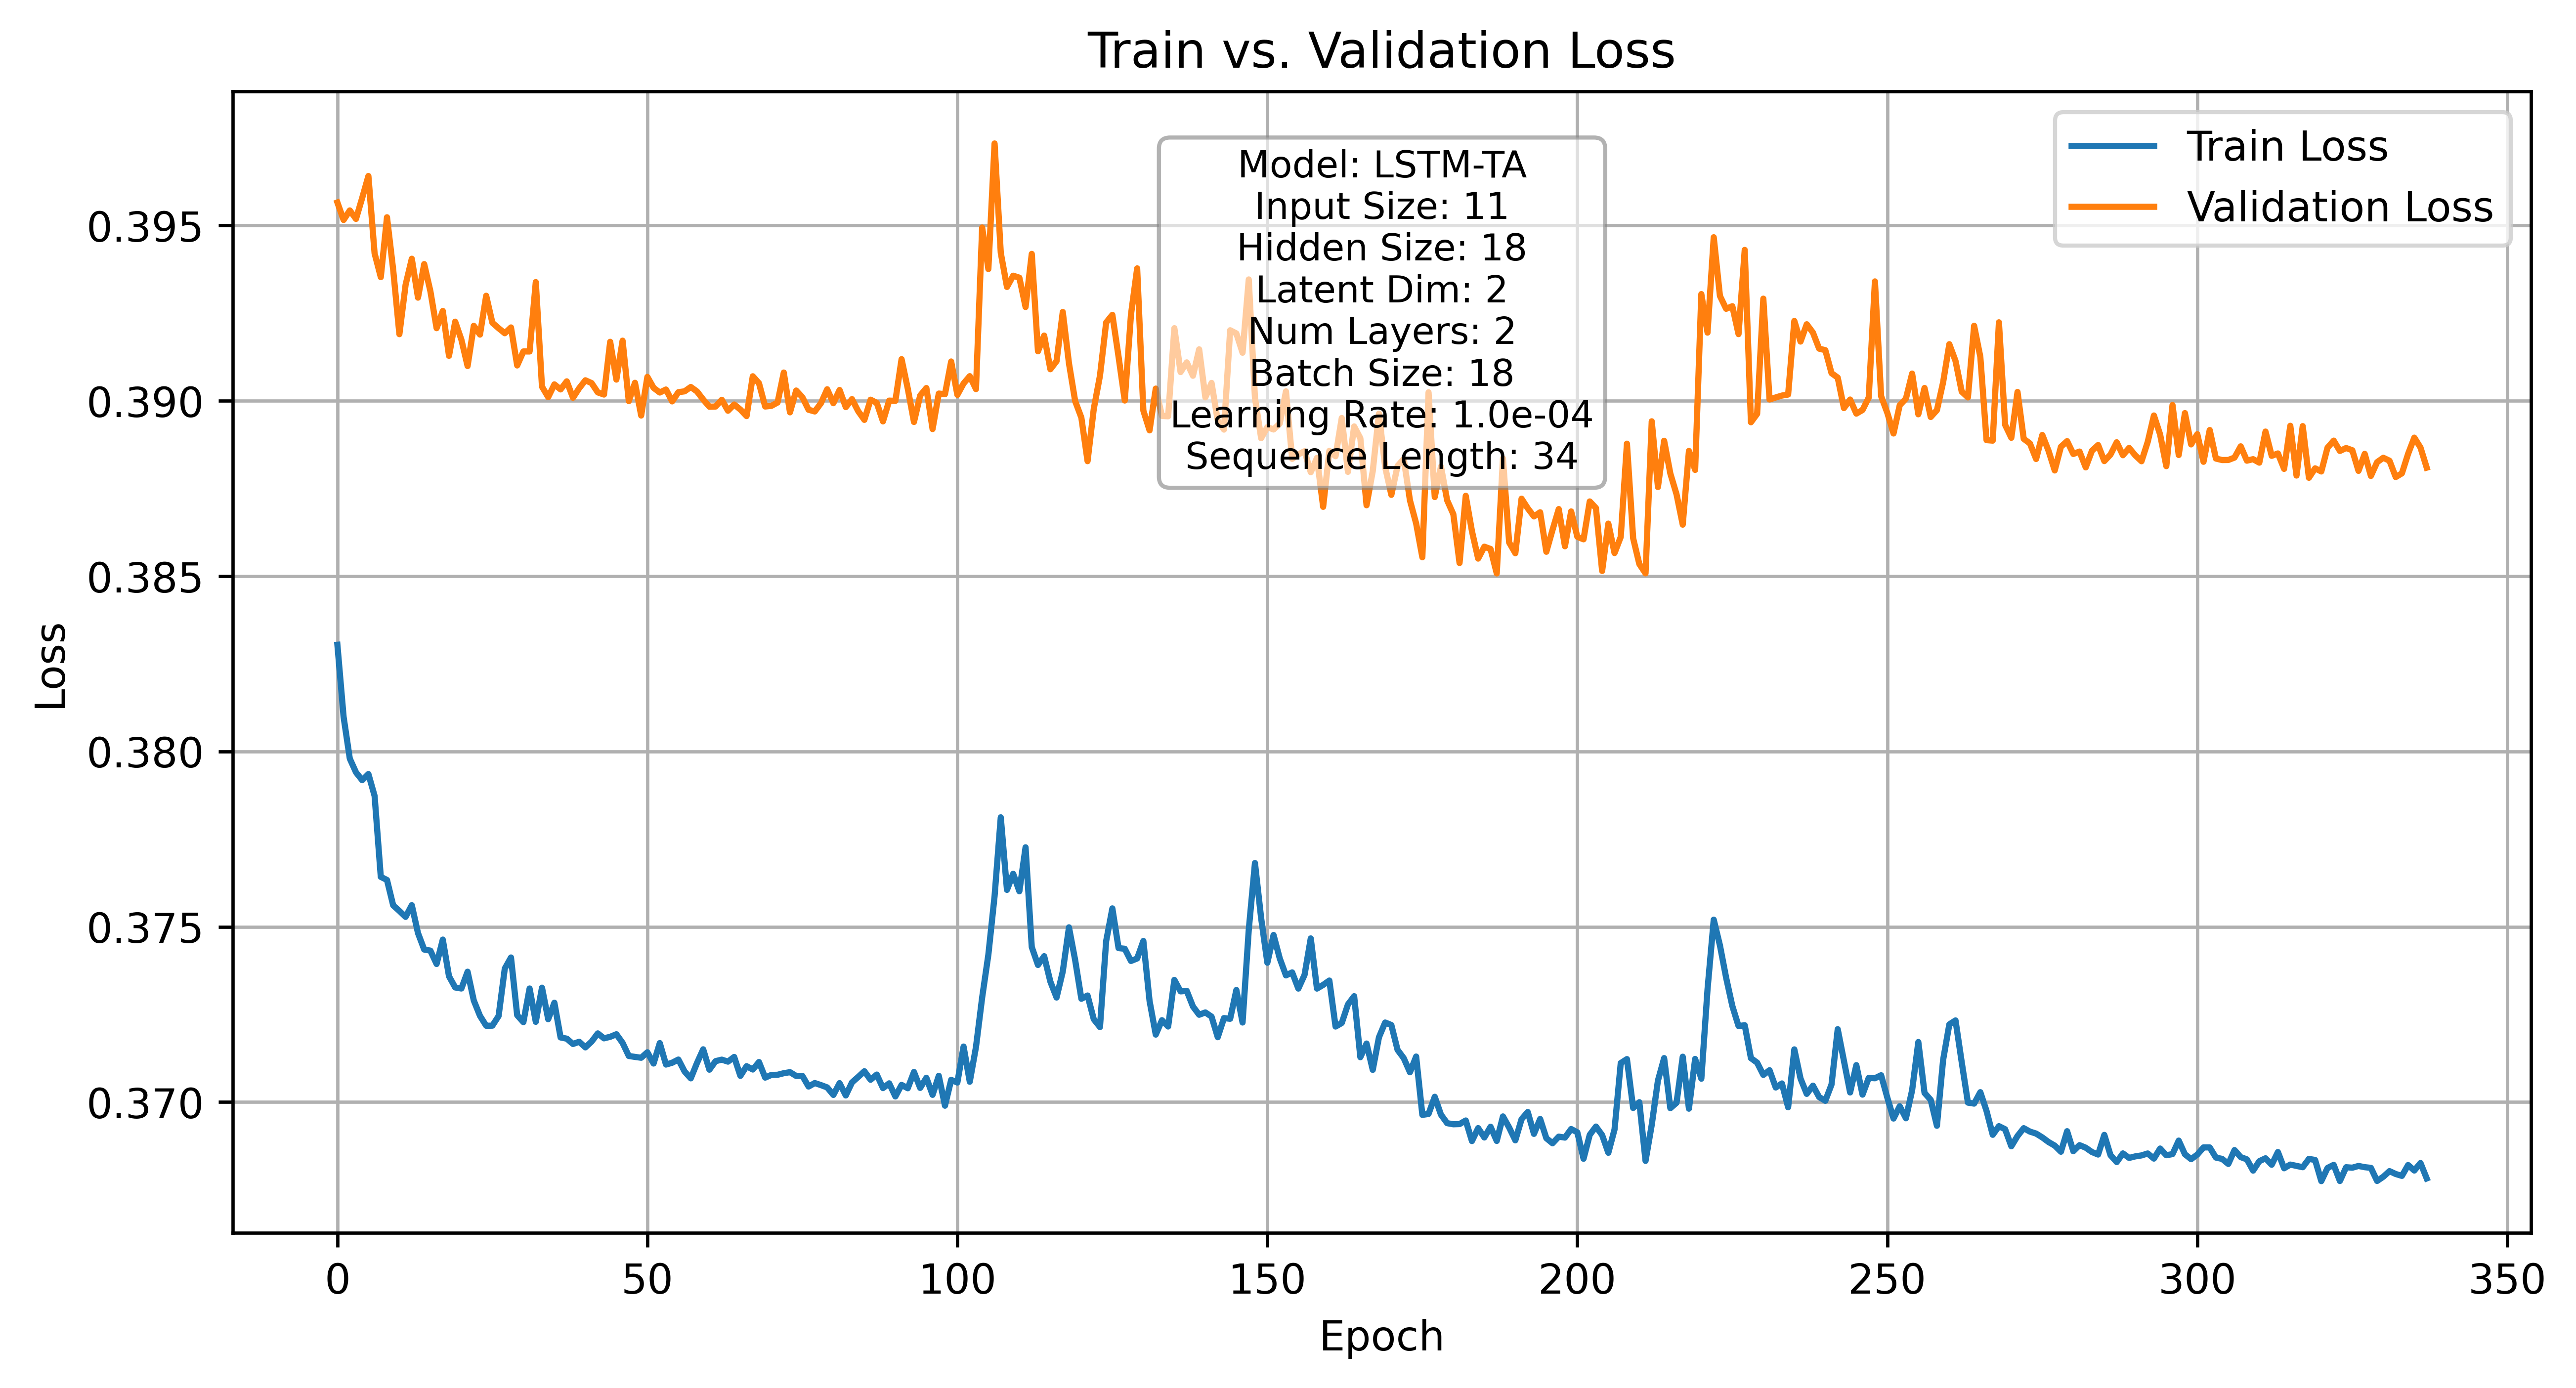 Train vs. Validation Loss
Train Loss
Validation Loss
Model: LSTM-TA
Input Size: 11
Hidden Size: 18
Latent Dim: 2
Num Layers: 2
Batch Size: 18
Learning Rate: 1.0e-04
Sequence Length: 34
Loss
0.395
0.390
0.385
0.380
0.375
0.370
0 50 100 150 200 250 300 350
Epoch